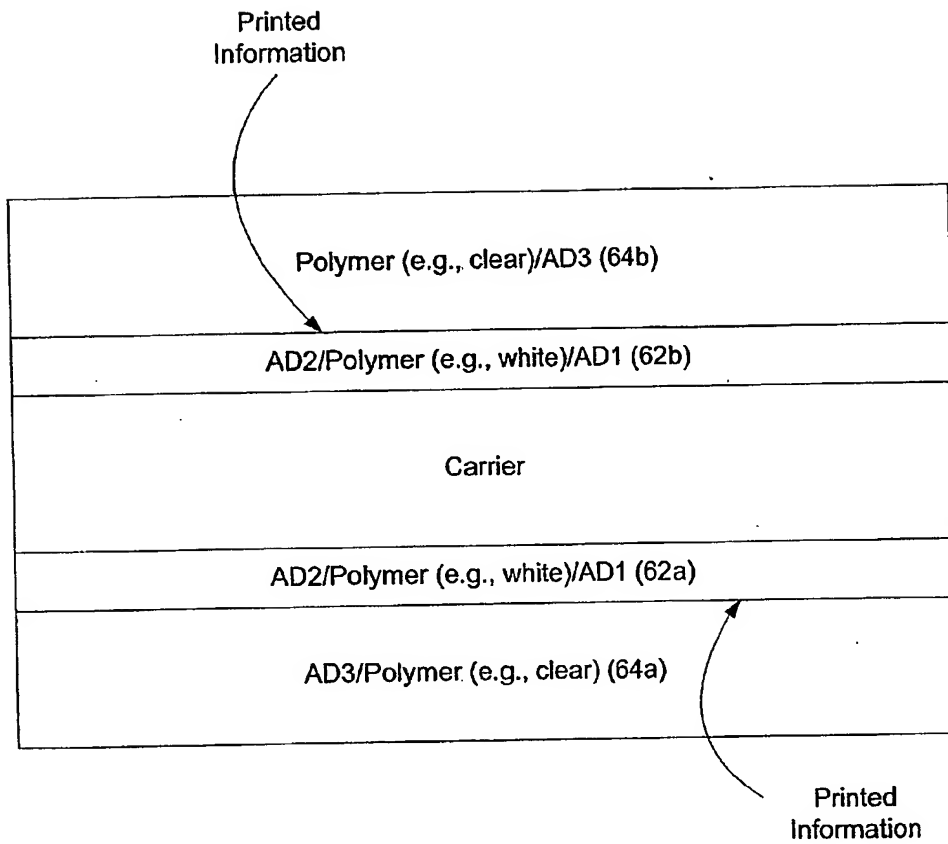 Printed
Information
Polymer (e.g., clear)/AD3 (64b)
AD2/Polymer (e.g., white)/AD1 (62b)
Carrier
AD2/Polymer (e.g., white)/AD1 (62a)
AD3/Polymer (e.g., clear) (64a)
Printed
Information